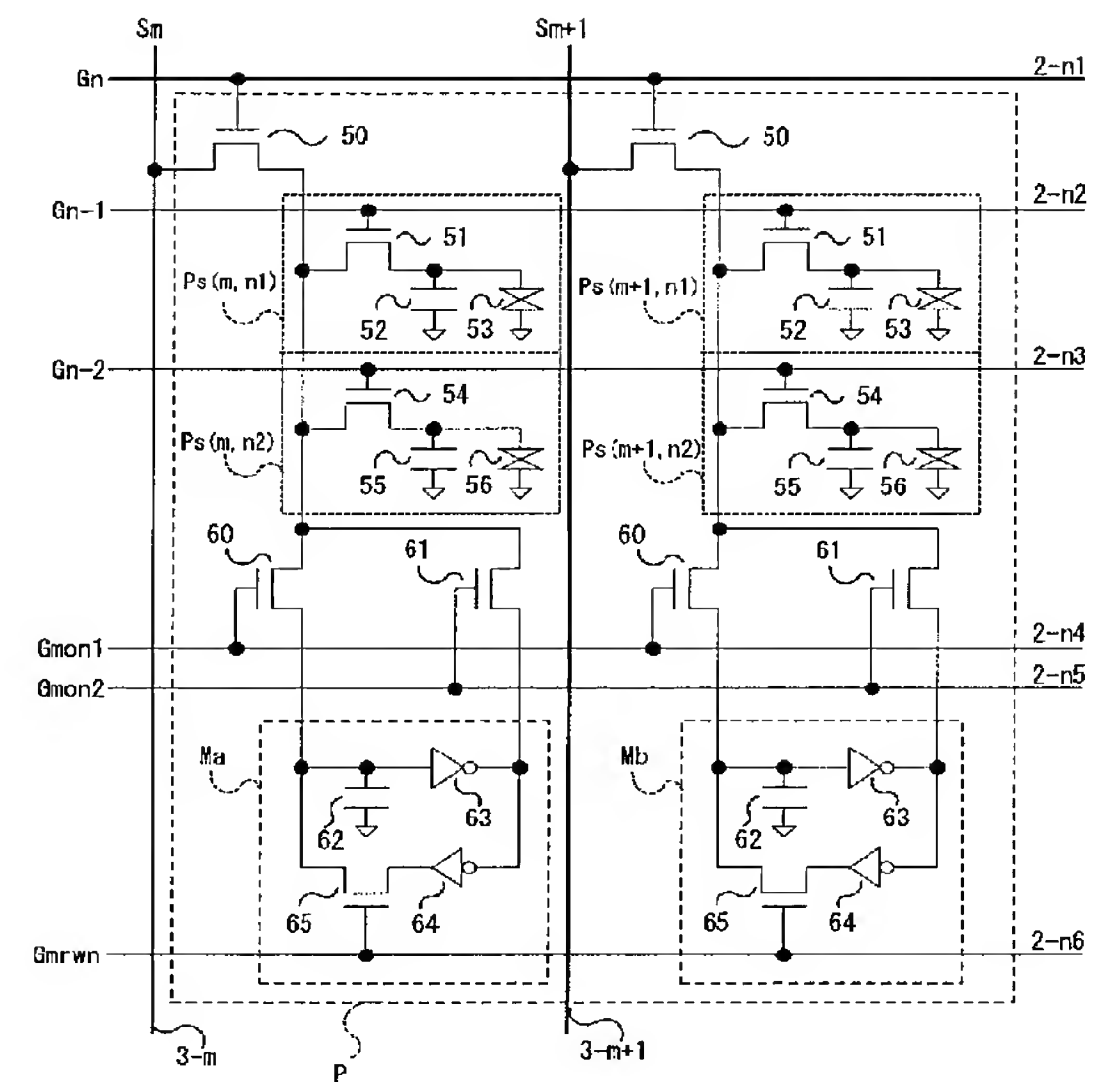 Sm Sm+1
Gn 2-n1
50 50
Gn-1 2-n2
51 51
Ps(m,n1) Ps(m+1,n1)
52 53 52 53
Gn-2 2-n3
54 54
Ps(m,n2) Ps(m+1,n2)
55 56 55 56
60 61 60 61
Gmon1 2-n4
Gmon2 2-n5
Ma Mb
62 63 62 63
65 64 65 64
Gmrwn 2-n6
3-m 3-m+1
P